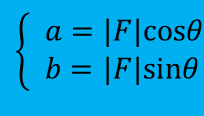 a = |F|cosθ
b = |F|sinθ